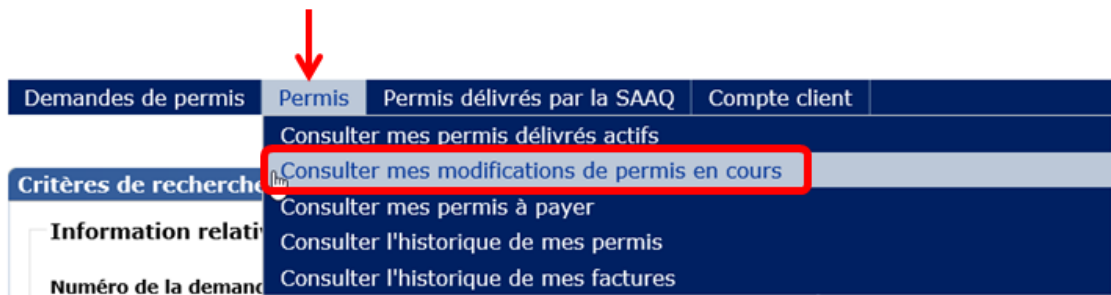 Demandes de permis Permis Permis délivrés par la SAAQ Compte client
Consulter mes permis délivrés actifs
Critères de recherche Consulter mes modifications de permis en cours
Consulter mes permis à payer
Information relati
Consulter l'historique de mes permis
Numéro de la demand Consulter l'historique de mes factures